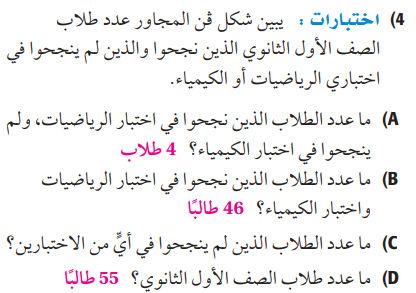 (4 اختبارات : يبين شكل ڤن المجاور عدد طلاب
الصف الأول الثانوي الذين نجحوا والذين لم ينجحوا في
اختباري الرياضيات أو الكيمياء.
(A ما عدد الطلاب الذين نجحوا في اختبار الرياضيات، ولم
ينجحوا في اختبار الكيمياء؟ 4 طلاب
(B ما عدد الطلاب الذين نجحوا في اختبار الرياضيات
واختبار الكيمياء؟ 46 طالبًا
(C ما عدد الطلاب الذين لم ينجحوا في أيٍّ من الاختبارين؟
(D ما عدد طلاب الصف الأول الثانوي؟ 55 طالبًا